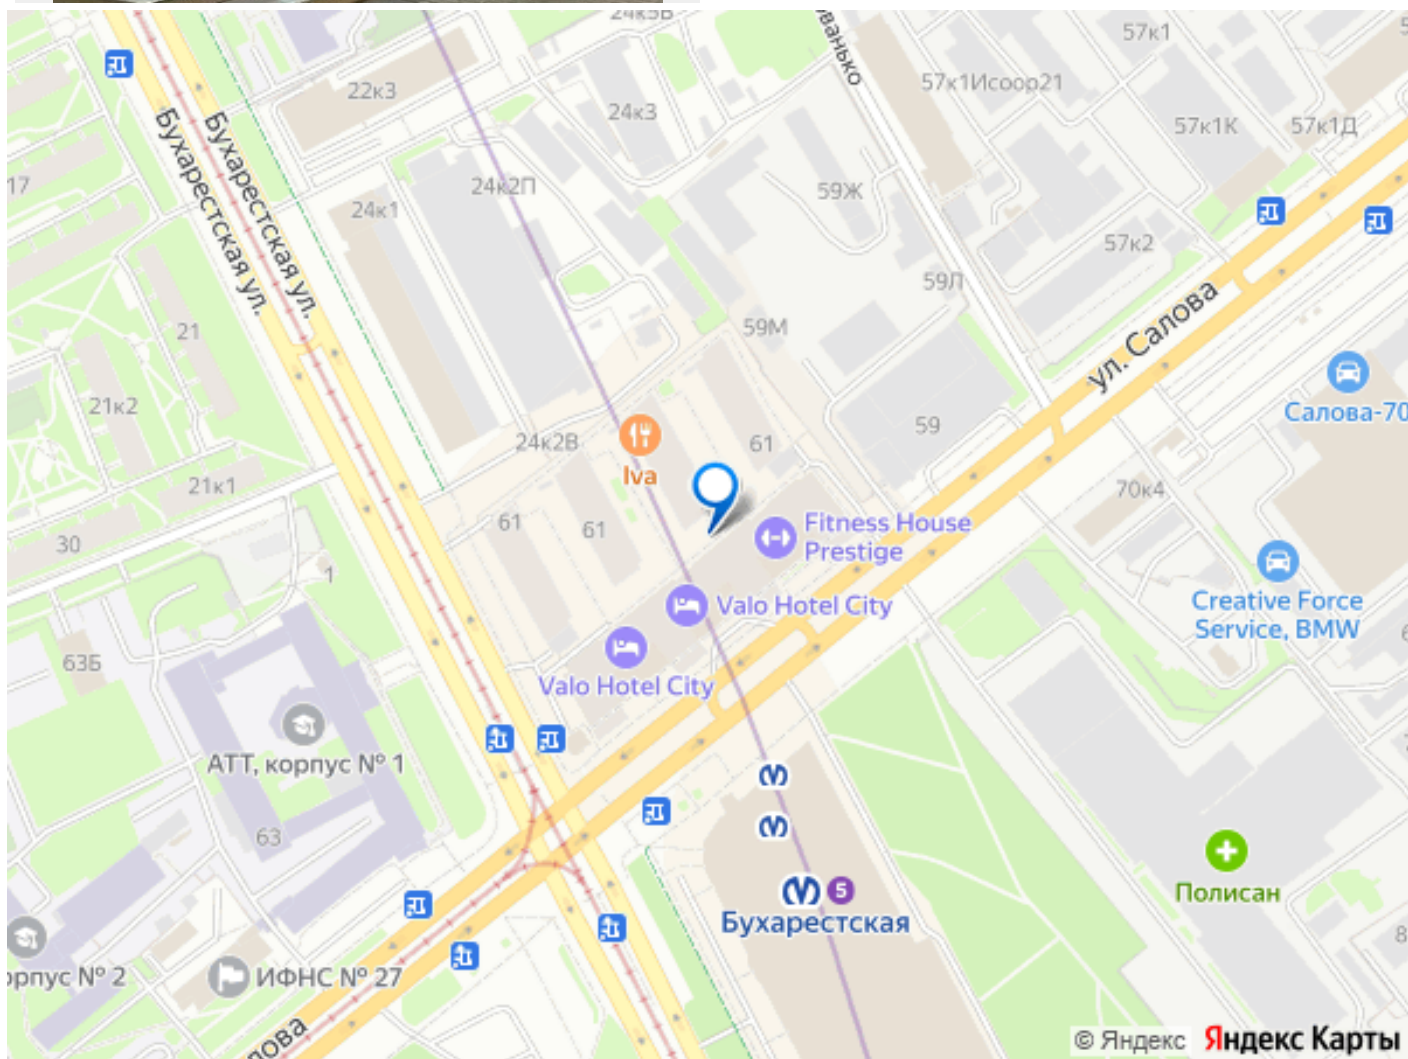 24к5В
57к1
22к3
57к1Исоор21
24к3
57к1К
57к1Д
Бухарестская ул.
Бухарестская ул.
17
24к2П
59Ж
24к1
57к2
59Л
21
59М
ул. Салова
21к2
Салова-70
24к2В
61
59
Iva
21к1
70к4
61
61
Fitness House
Prestige
30
1
Creative Force
Service, BMW
Valo Hotel City
63Б
Valo Hotel City
АТТ, корпус № 1
63
5
Бухарестская
Полисан
орпус № 2
ИФНС № 27
8
лова
© Яндекс
Яндекс Карты